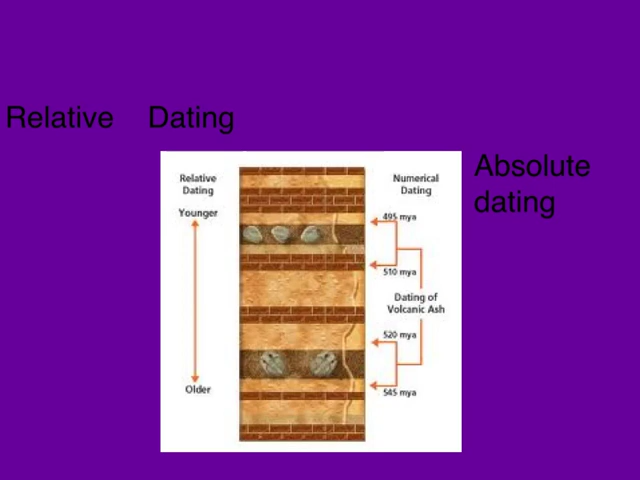 Relative Dating
Absolute
dating
Relative
Dating
Younger
Older
Numerical
Dating
495 mya
510 mya
Dating of
Volcanic Ash
520 mya
545 mya